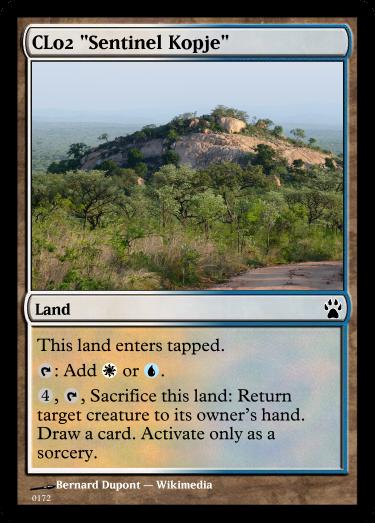 CL02 "Sentinel Kopje"
Land
This land enters tapped.
: Add or .
4, , Sacrifice this land: Return
target creature to its owner's hand.
Draw a card. Activate only as a
sorcery.
Bernard Dupont — Wikimedia
0172